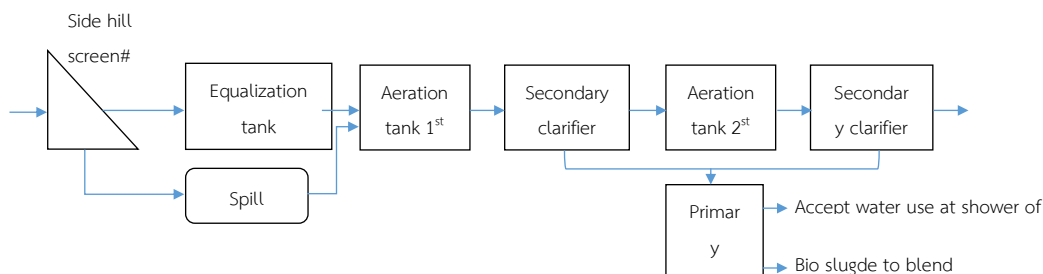 Side hill
screen#
Equalization
tank
Aeration
tank 1st
Secondary
clarifier
Aeration
tank 2st
Secondar
y clarifier
Spill
Primar
y
Accept water use at shower of
Bio slugde to blend